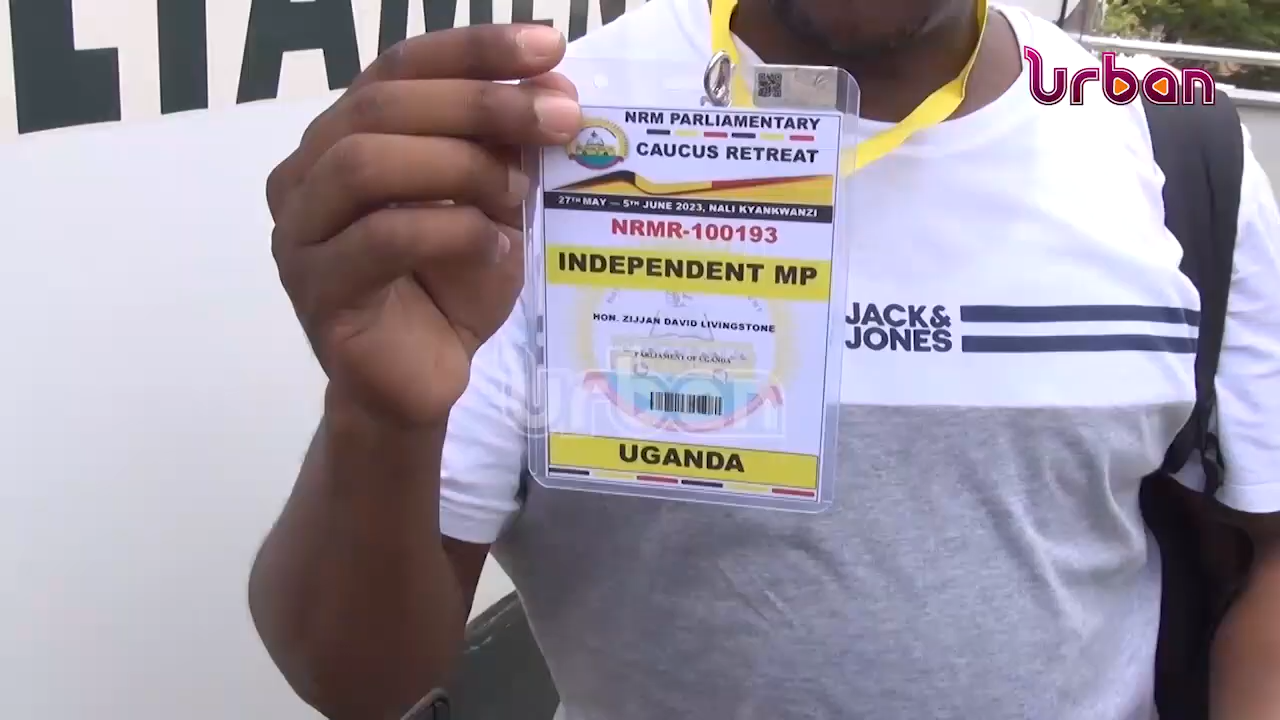 urban
NRM PARLIAMENTARY
CAUCUS RETREAT
27TH MAY — 5TH JUNE 2023, NALI KYANKWANZI
NRMR-100193
INDEPENDENT MP
HON. ZIJJAN DAVID LIVINGSTONE
PARLIAMENT OF UGANDA
urban
UGANDA
JACK&
JONES